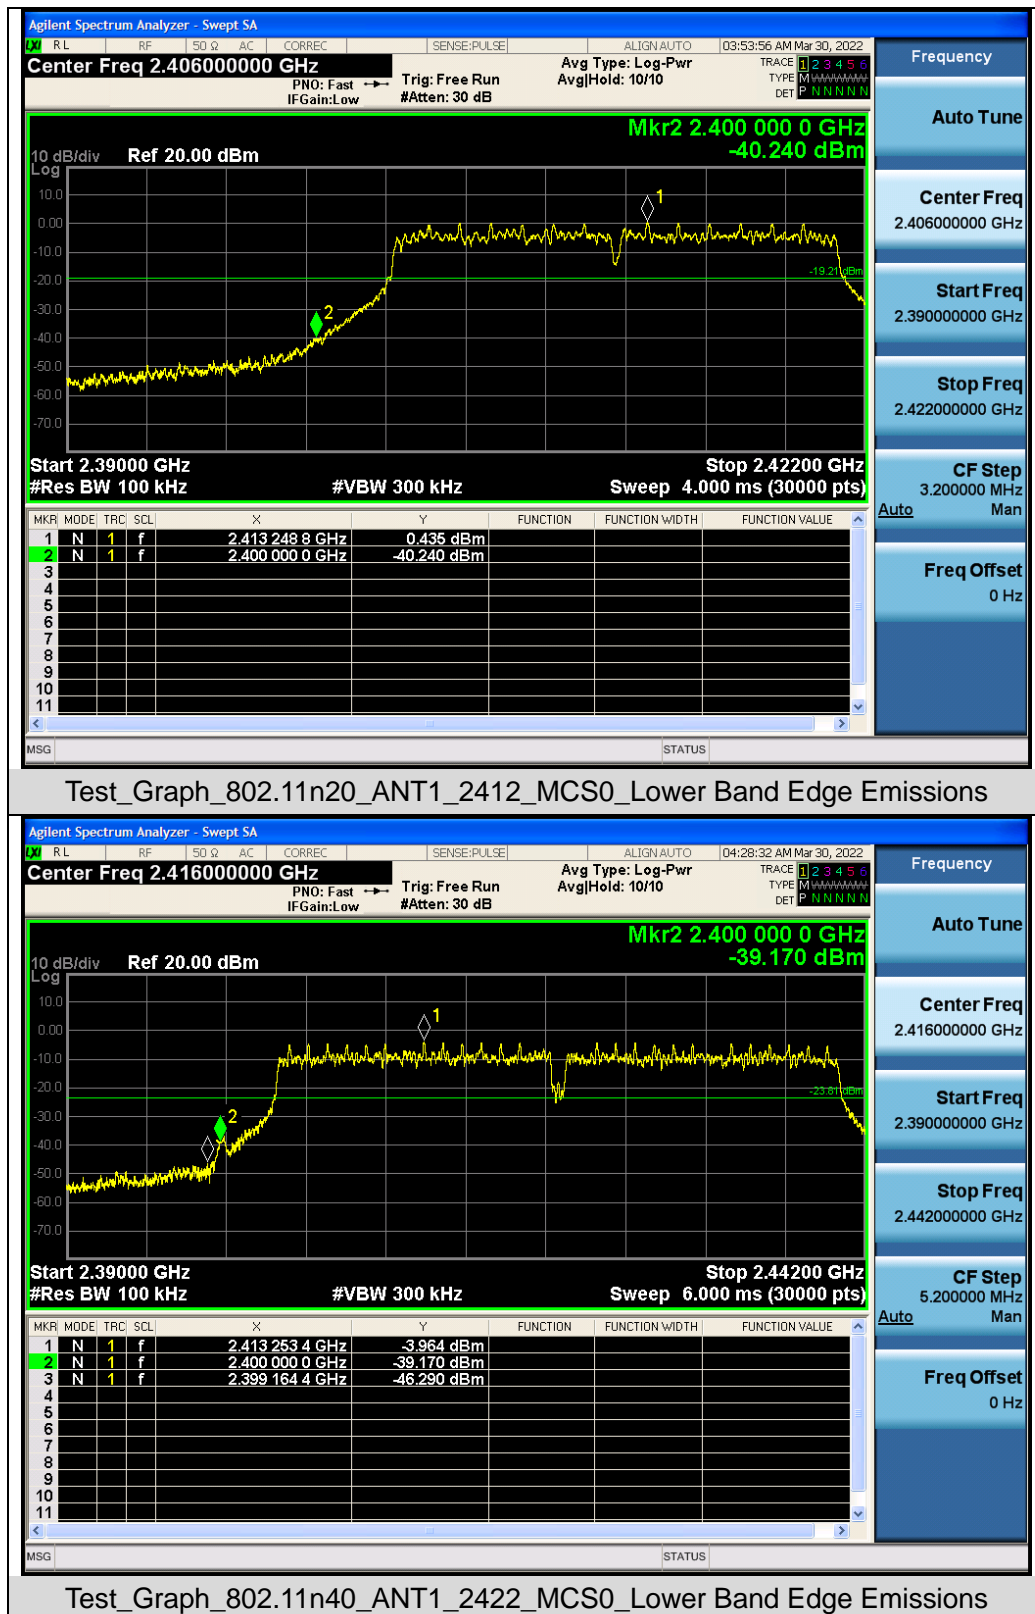 Agilent Spectrum Analyzer - Swept SA
LXI RL RF 50 Ω AC CORREC SENSE:PULSE ALIGN AUTO 03:53:56 AM Mar 30, 2022
Center Freq 2.406000000 GHz
PNO: Fast
IFGain:Low
Trig: Free Run
#Atten: 30 dB
Avg Type: Log-Pwr
Avg|Hold: 10/10
TRACE 1 2 3 4 5 6
TYPE M
DET P N N N N N
Mkr2 2.400 000 0 GHz
-40.240 dBm
10 dB/div Ref 20.00 dBm
Log
10.0
0.00
-10.0
-20.0
-30.0
-40.0
-50.0
-60.0
-70.0
1
2
-19.21 dBm
Start 2.39000 GHz Stop 2.42200 GHz
#Res BW 100 kHz #VBW 300 kHz Sweep 4.000 ms (30000 pts)
MKR MODE TRC SCL X Y FUNCTION FUNCTION WIDTH FUNCTION VALUE
1 N 1 f 2.413 248 8 GHz 0.435 dBm
2 N 1 f 2.400 000 0 GHz -40.240 dBm
3
4
5
6
7
8
9
10
11
MSG STATUS
Frequency
Auto Tune
Center Freq
2.406000000 GHz
Start Freq
2.390000000 GHz
Stop Freq
2.422000000 GHz
CF Step
3.200000 MHz
Auto Man
Freq Offset
0 Hz
Test_Graph_802.11n20_ANT1_2412_MCS0_Lower Band Edge Emissions
Agilent Spectrum Analyzer - Swept SA
LXI RL RF 50 Ω AC CORREC SENSE:PULSE ALIGN AUTO 04:28:32 AM Mar 30, 2022
Center Freq 2.416000000 GHz
PNO: Fast
IFGain:Low
Trig: Free Run
#Atten: 30 dB
Avg Type: Log-Pwr
Avg|Hold: 10/10
TRACE 1 2 3 4 5 6
TYPE M
DET P N N N N N
Mkr2 2.400 000 0 GHz
-39.170 dBm
10 dB/div Ref 20.00 dBm
Log
10.0
0.00
-10.0
-20.0
-30.0
-40.0
-50.0
-60.0
-70.0
1
2
-23.81 dBm
Start 2.39000 GHz Stop 2.44200 GHz
#Res BW 100 kHz #VBW 300 kHz Sweep 6.000 ms (30000 pts)
MKR MODE TRC SCL X Y FUNCTION FUNCTION WIDTH FUNCTION VALUE
1 N 1 f 2.413 253 4 GHz -3.964 dBm
2 N 1 f 2.400 000 0 GHz -39.170 dBm
3 N 1 f 2.399 164 4 GHz -46.290 dBm
4
5
6
7
8
9
10
11
MSG STATUS
Frequency
Auto Tune
Center Freq
2.416000000 GHz
Start Freq
2.390000000 GHz
Stop Freq
2.442000000 GHz
CF Step
5.200000 MHz
Auto Man
Freq Offset
0 Hz
Test_Graph_802.11n40_ANT1_2422_MCS0_Lower Band Edge Emissions